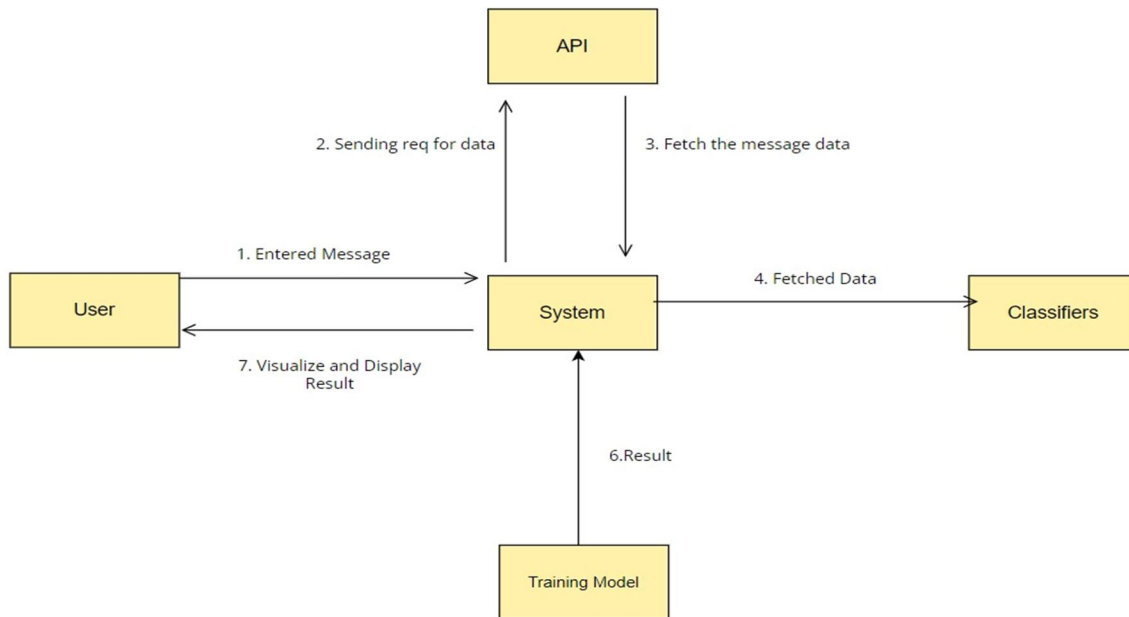 API
2. Sending req for data
3. Fetch the message data
1. Entered Message
User
System
4. Fetched Data
Classifiers
7. Visualize and Display
Result
6.Result
Training Model